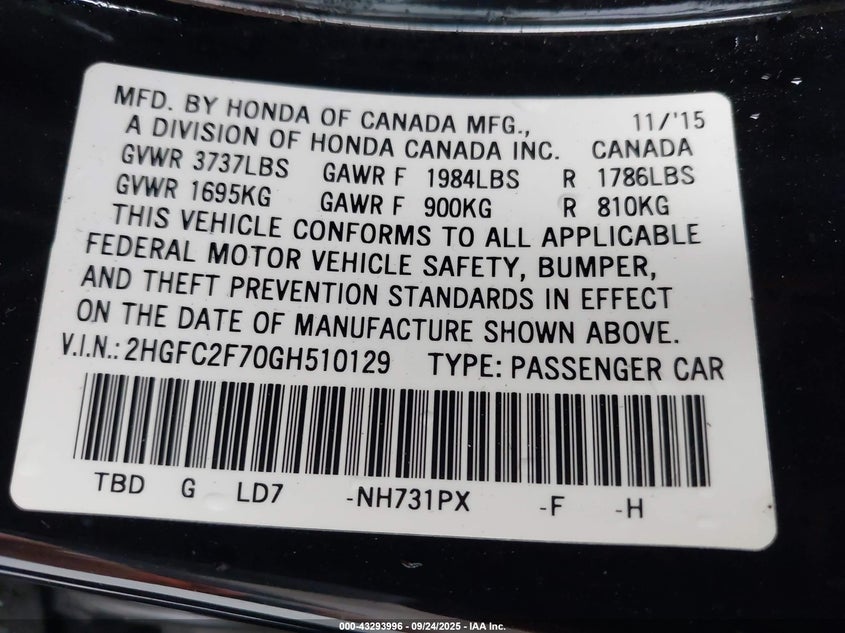 MFD. BY HONDA OF CANADA MFG., 11/'15
A DIVISION OF HONDA CANADA INC. CANADA
GVWR 3737LBS GAWR F 1984LBS R 1786LBS
GVWR 1695KG GAWR F 900KG R 810KG
THIS VEHICLE CONFORMS TO ALL APPLICABLE
FEDERAL MOTOR VEHICLE SAFETY, BUMPER,
AND THEFT PREVENTION STANDARDS IN EFFECT
ON THE DATE OF MANUFACTURE SHOWN ABOVE.
V.I.N.: 2HGFC2F70GH510129 TYPE: PASSENGER CAR
TBD G LD7 -NH731PX -F -H
000-43293996 - 09/24/2025 - IAA Inc.